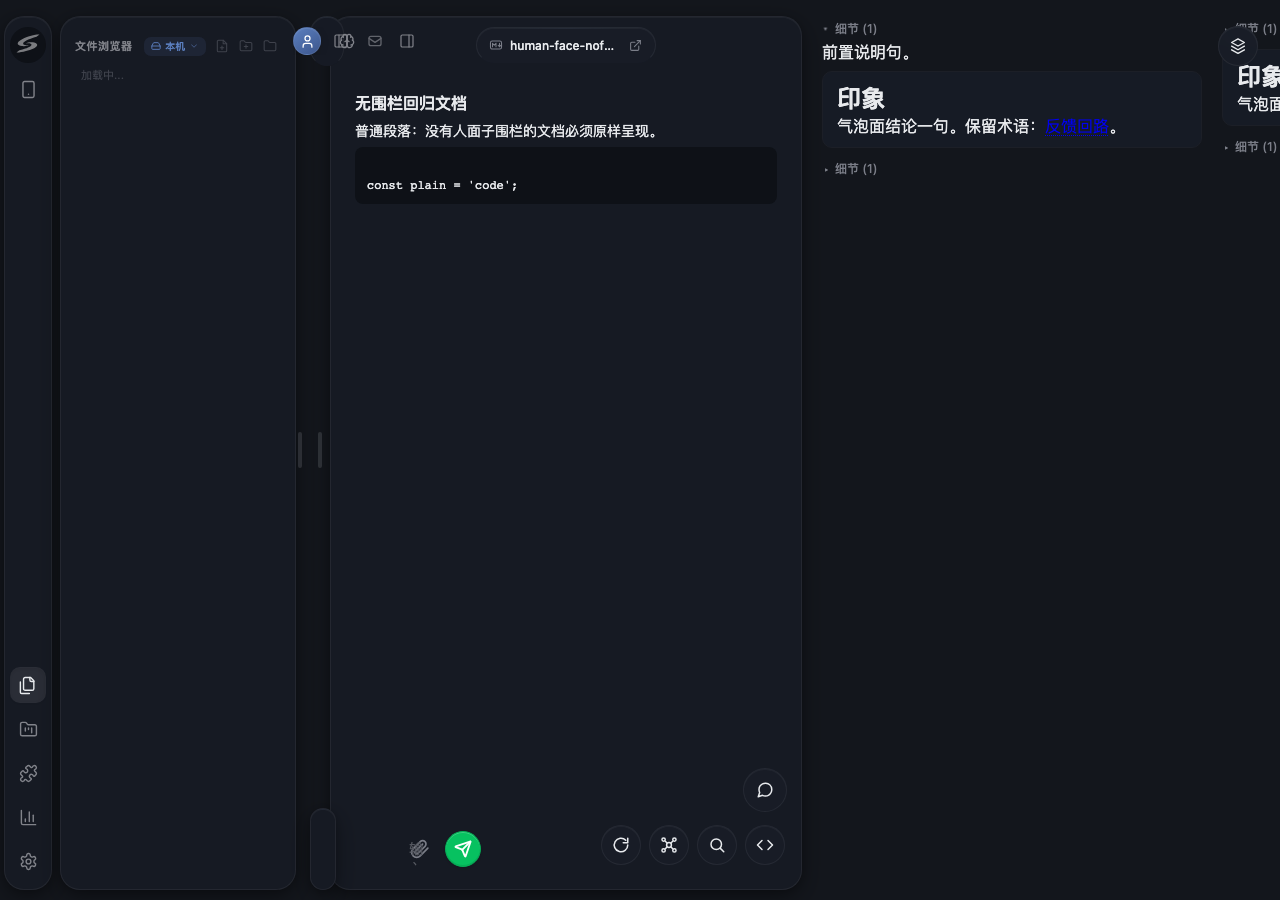 文件浏览器
本机
加载中...
human-face-nof...
无围栏回归文档
普通段落：没有人面子围栏的文档必须原样呈现。
const plain = 'code';
细节 (1)
前置说明句。
印象
气泡面结论一句。保留术语：反馈回路。
细节 (1)
细节 (1)
印象
气泡面
细节 (1)